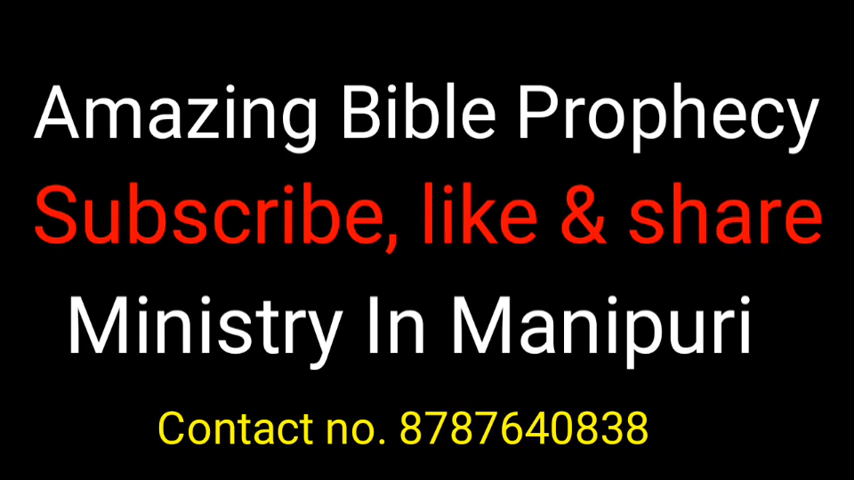 Amazing Bible Prophecy
Subscribe, like & share
Ministry In Manipuri
Contact no. 8787640838